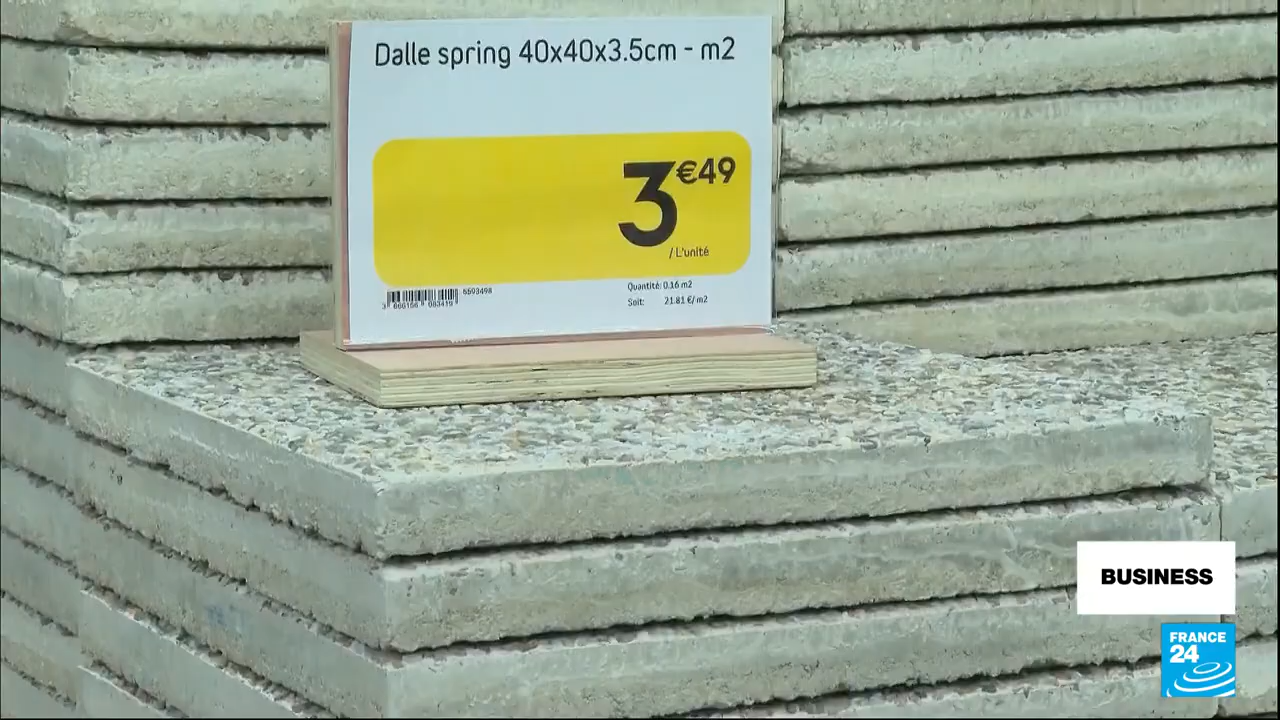 Dalle spring 40x40x3.5cm - m2
3€49
/ L'unité
Quantité: 0.16 m2
Soit: 21.81 €/m2
6593498
BUSINESS
FRANCE
24